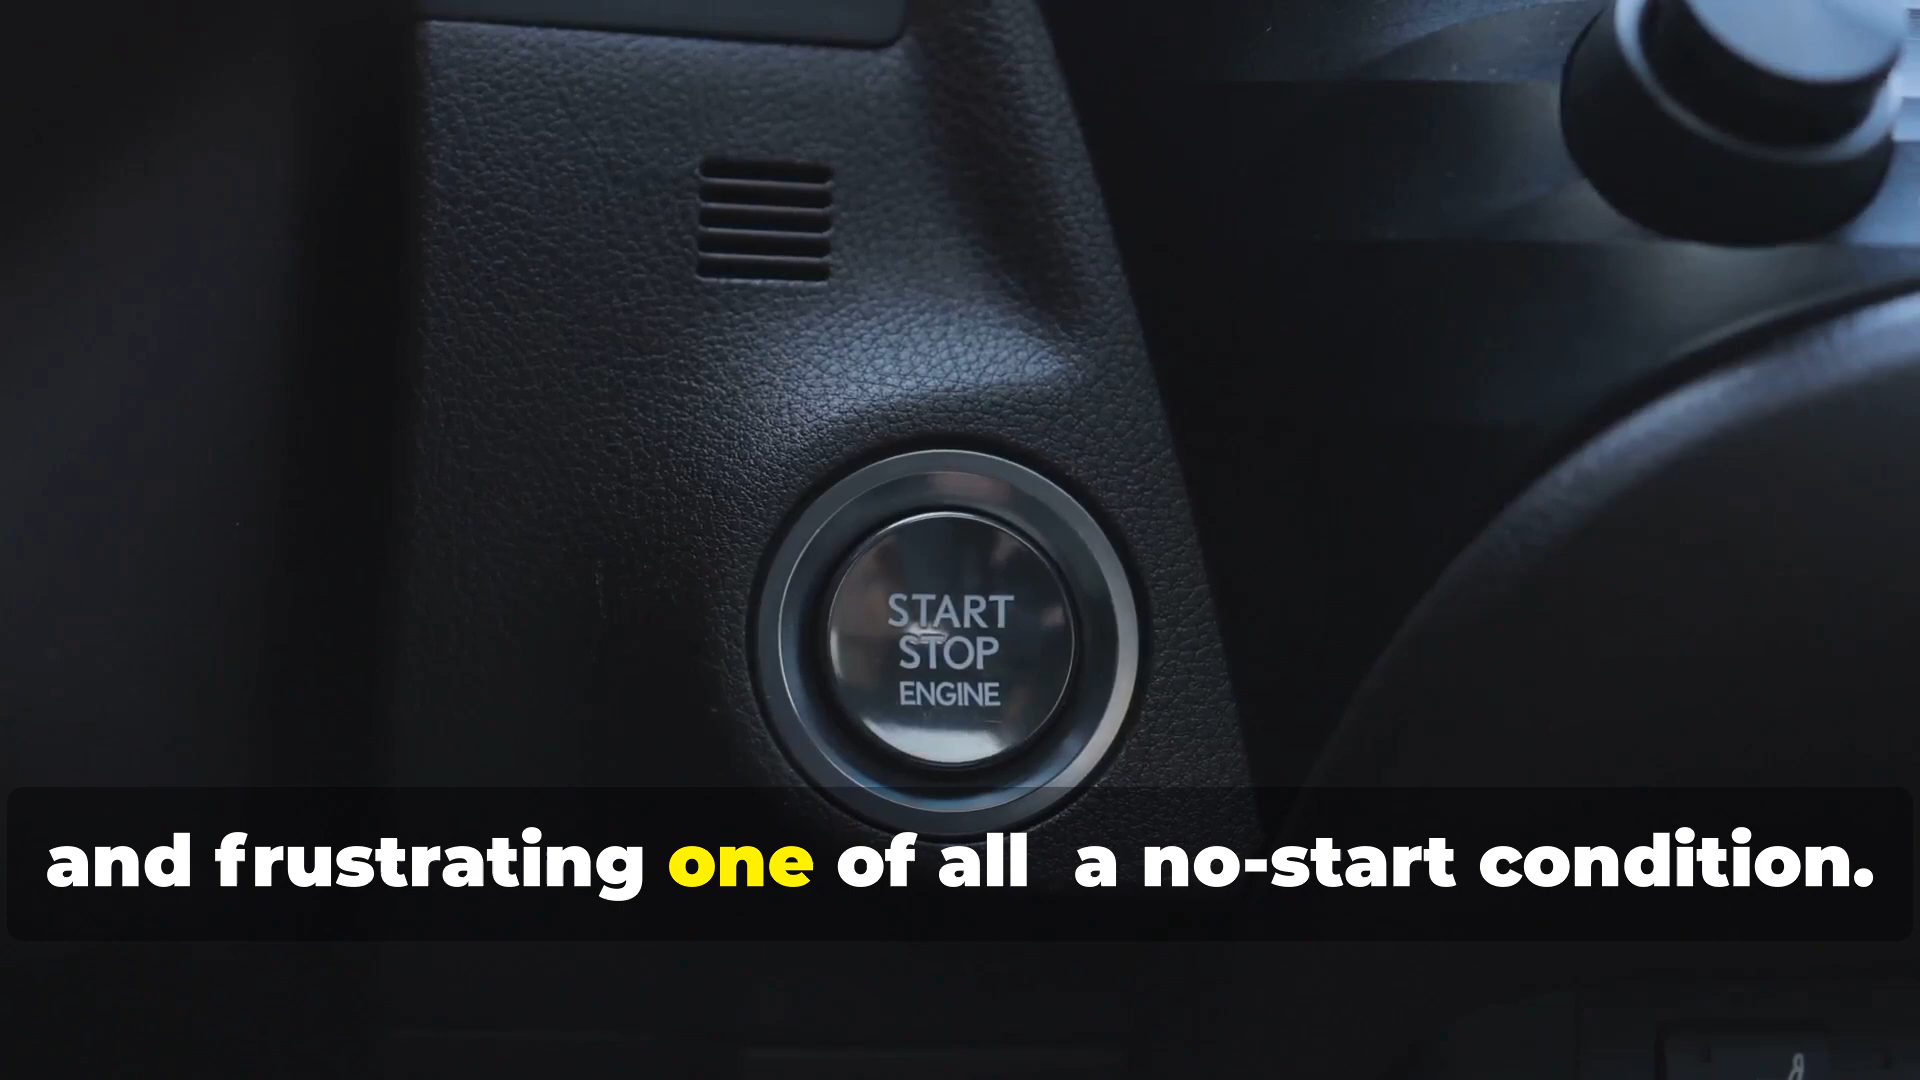 START
STOP
ENGINE
and frustrating one of all a no-start condition.